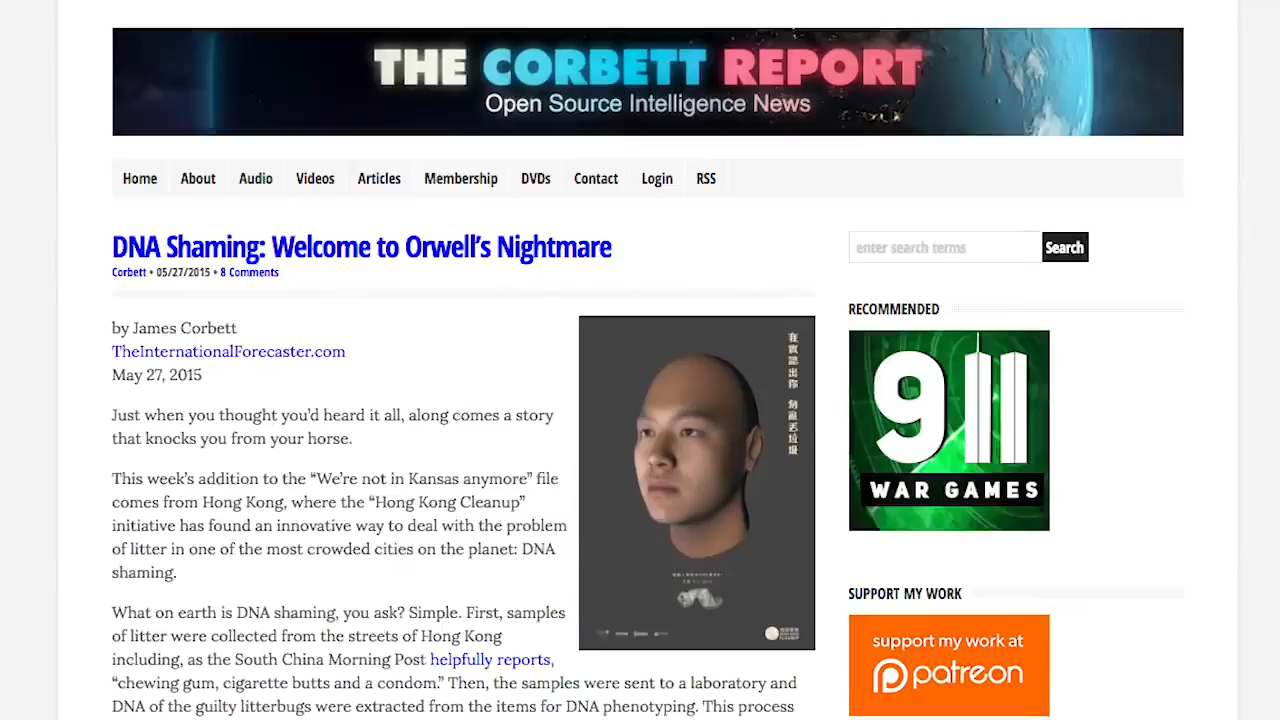 THE CORBETT REPORT
Open Source Intelligence News
Home About Audio Videos Articles Membership DVDs Contact Login RSS
DNA Shaming: Welcome to Orwell's Nightmare
Corbett • 05/27/2015 • 8 Comments
by James Corbett
TheInternationalForecaster.com
May 27, 2015
Just when you thought you'd heard it all, along comes a story
that knocks you from your horse.
This week's addition to the “We're not in Kansas anymore” file
comes from Hong Kong, where the “Hong Kong Cleanup”
initiative has found an innovative way to deal with the problem
of litter in one of the most crowded cities on the planet: DNA
shaming.
What on earth is DNA shaming, you ask? Simple. First, samples
of litter were collected from the streets of Hong Kong
including, as the South China Morning Post helpfully reports,
“chewing gum, cigarette butts and a condom.” Then, the samples were sent to a laboratory and
DNA of the guilty litterbugs were extracted from the items for DNA phenotyping. This process
enter search terms
Search
RECOMMENDED
911
WAR GAMES
SUPPORT MY WORK
support my work at
patreon